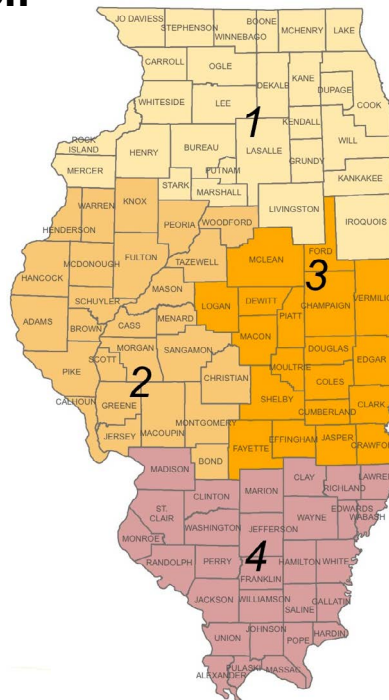 JO DAVIESS
STEPHENSON
WINNEBAGO
BOONE
MCHENRY
LAKE
CARROLL
OGLE
DEKALB
KANE
DUPAGE
COOK
WHITESIDE
LEE
1
KENDALL
WILL
ROCK
ISLAND
HENRY
BUREAU
LASALLE
GRUNDY
MERCER
PUTNAM
KANKAKEE
STARK
MARSHALL
LIVINGSTON
IROQUOIS
KNOX
WARREN
HENDERSON
PEORIA
WOODFORD
MCLEAN
FORD
3
FULTON
TAZEWELL
MCDONOUGH
HANCOCK
MASON
LOGAN
DEWITT
CHAMPAIGN
VERMILI
PIATT
SCHUYLER
ADAMS
BROWN
CASS
MENARD
MACON
MORGAN
SANGAMON
DOUGLAS
EDGAR
SCOTT
MOULTRIE
PIKE
2
CHRISTIAN
COLES
SHELBY
CALHOUN
GREENE
CLARK
CUMBERLAND
MONTGOMERY
MACOUPIN
JERSEY
EFFINGHAM
JASPER
CRAWFO
FAYETTE
BOND
MADISON
CLINTON
MARION
CLAY
RICHLAND
LAWRE
ST.
CLAIR
WAYNE
EDWARDS
WABASH
WASHINGTON
JEFFERSON
MONROE
4
RANDOLPH
PERRY
HAMILTON
WHITE
FRANKLIN
JACKSON
WILLIAMSON
SALINE
GALLATIN
UNION
JOHNSON
POPE
HARDIN
PULASKI
MASSAC
ALEXANDER